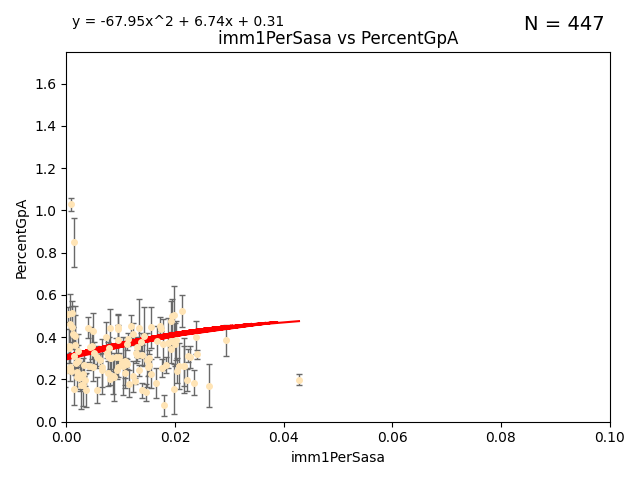 y = -67.95x^2 + 6.74x + 0.31
N = 447
imm1PerSasa vs PercentGpA
PercentGpA
1.6
1.4
1.2
1.0
0.8
0.6
0.4
0.2
0.0
0.00 0.02 0.04 0.06 0.08 0.10
imm1PerSasa